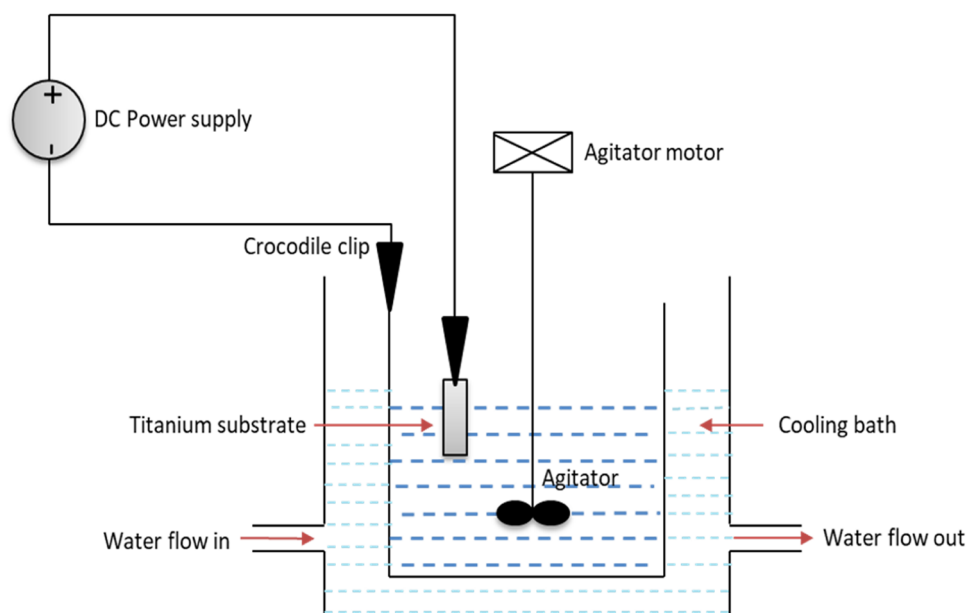 +
DC Power supply
-
Agitator motor
Crocodile clip
Titanium substrate
Cooling bath
Agitator
Water flow in
Water flow out